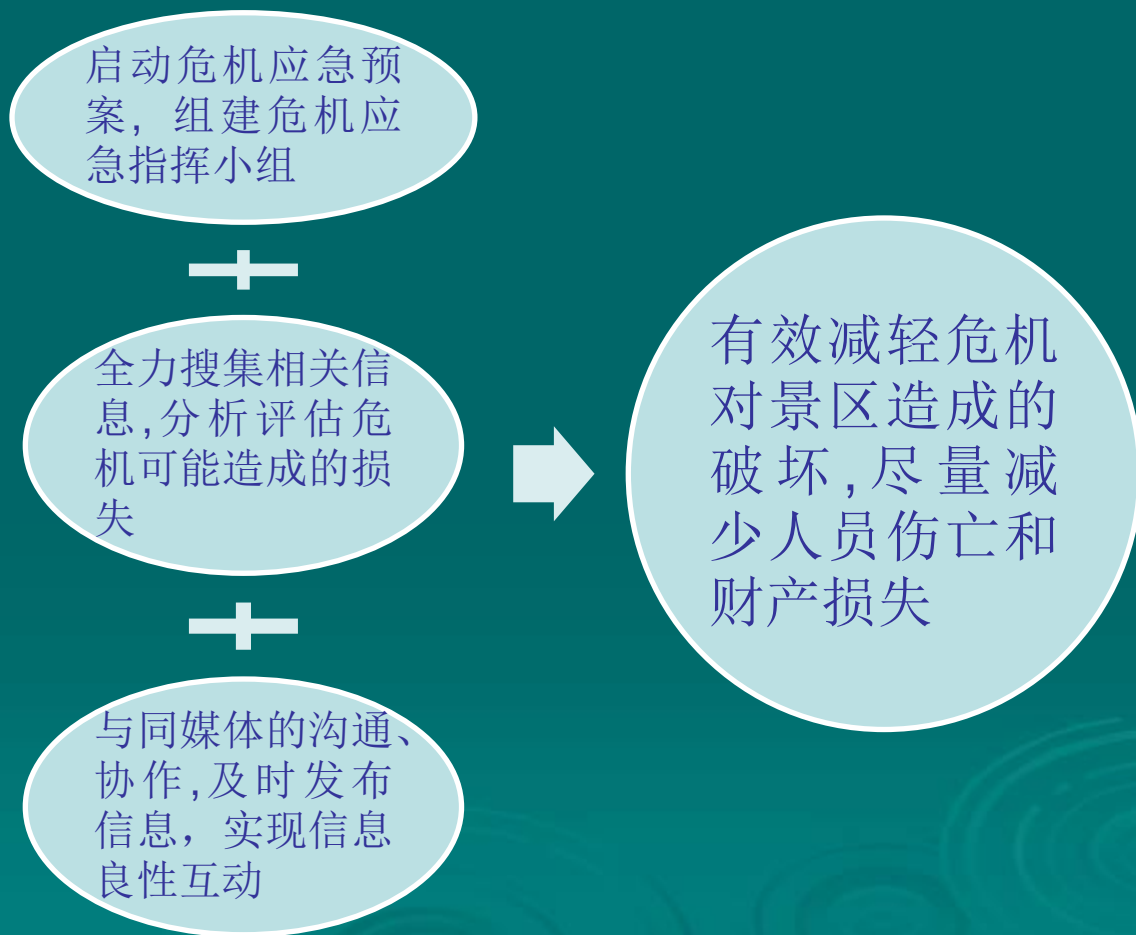 启动危机应急预
案，组建危机应
急指挥小组
全力搜集相关信
息,分析评估危
机可能造成的损
失
与同媒体的沟通、
协作,及时发布
信息，实现信息
良性互动
有效减轻危机
对景区造成的
破坏,尽量减
少人员伤亡和
财产损失